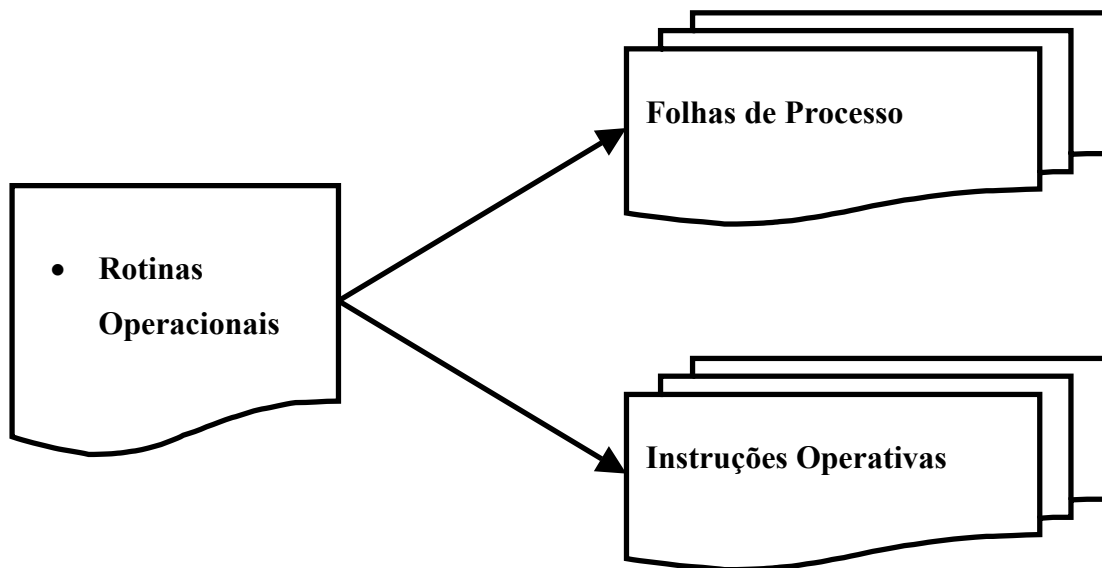 • Rotinas
Operacionais
Folhas de Processo
Instruções Operativas